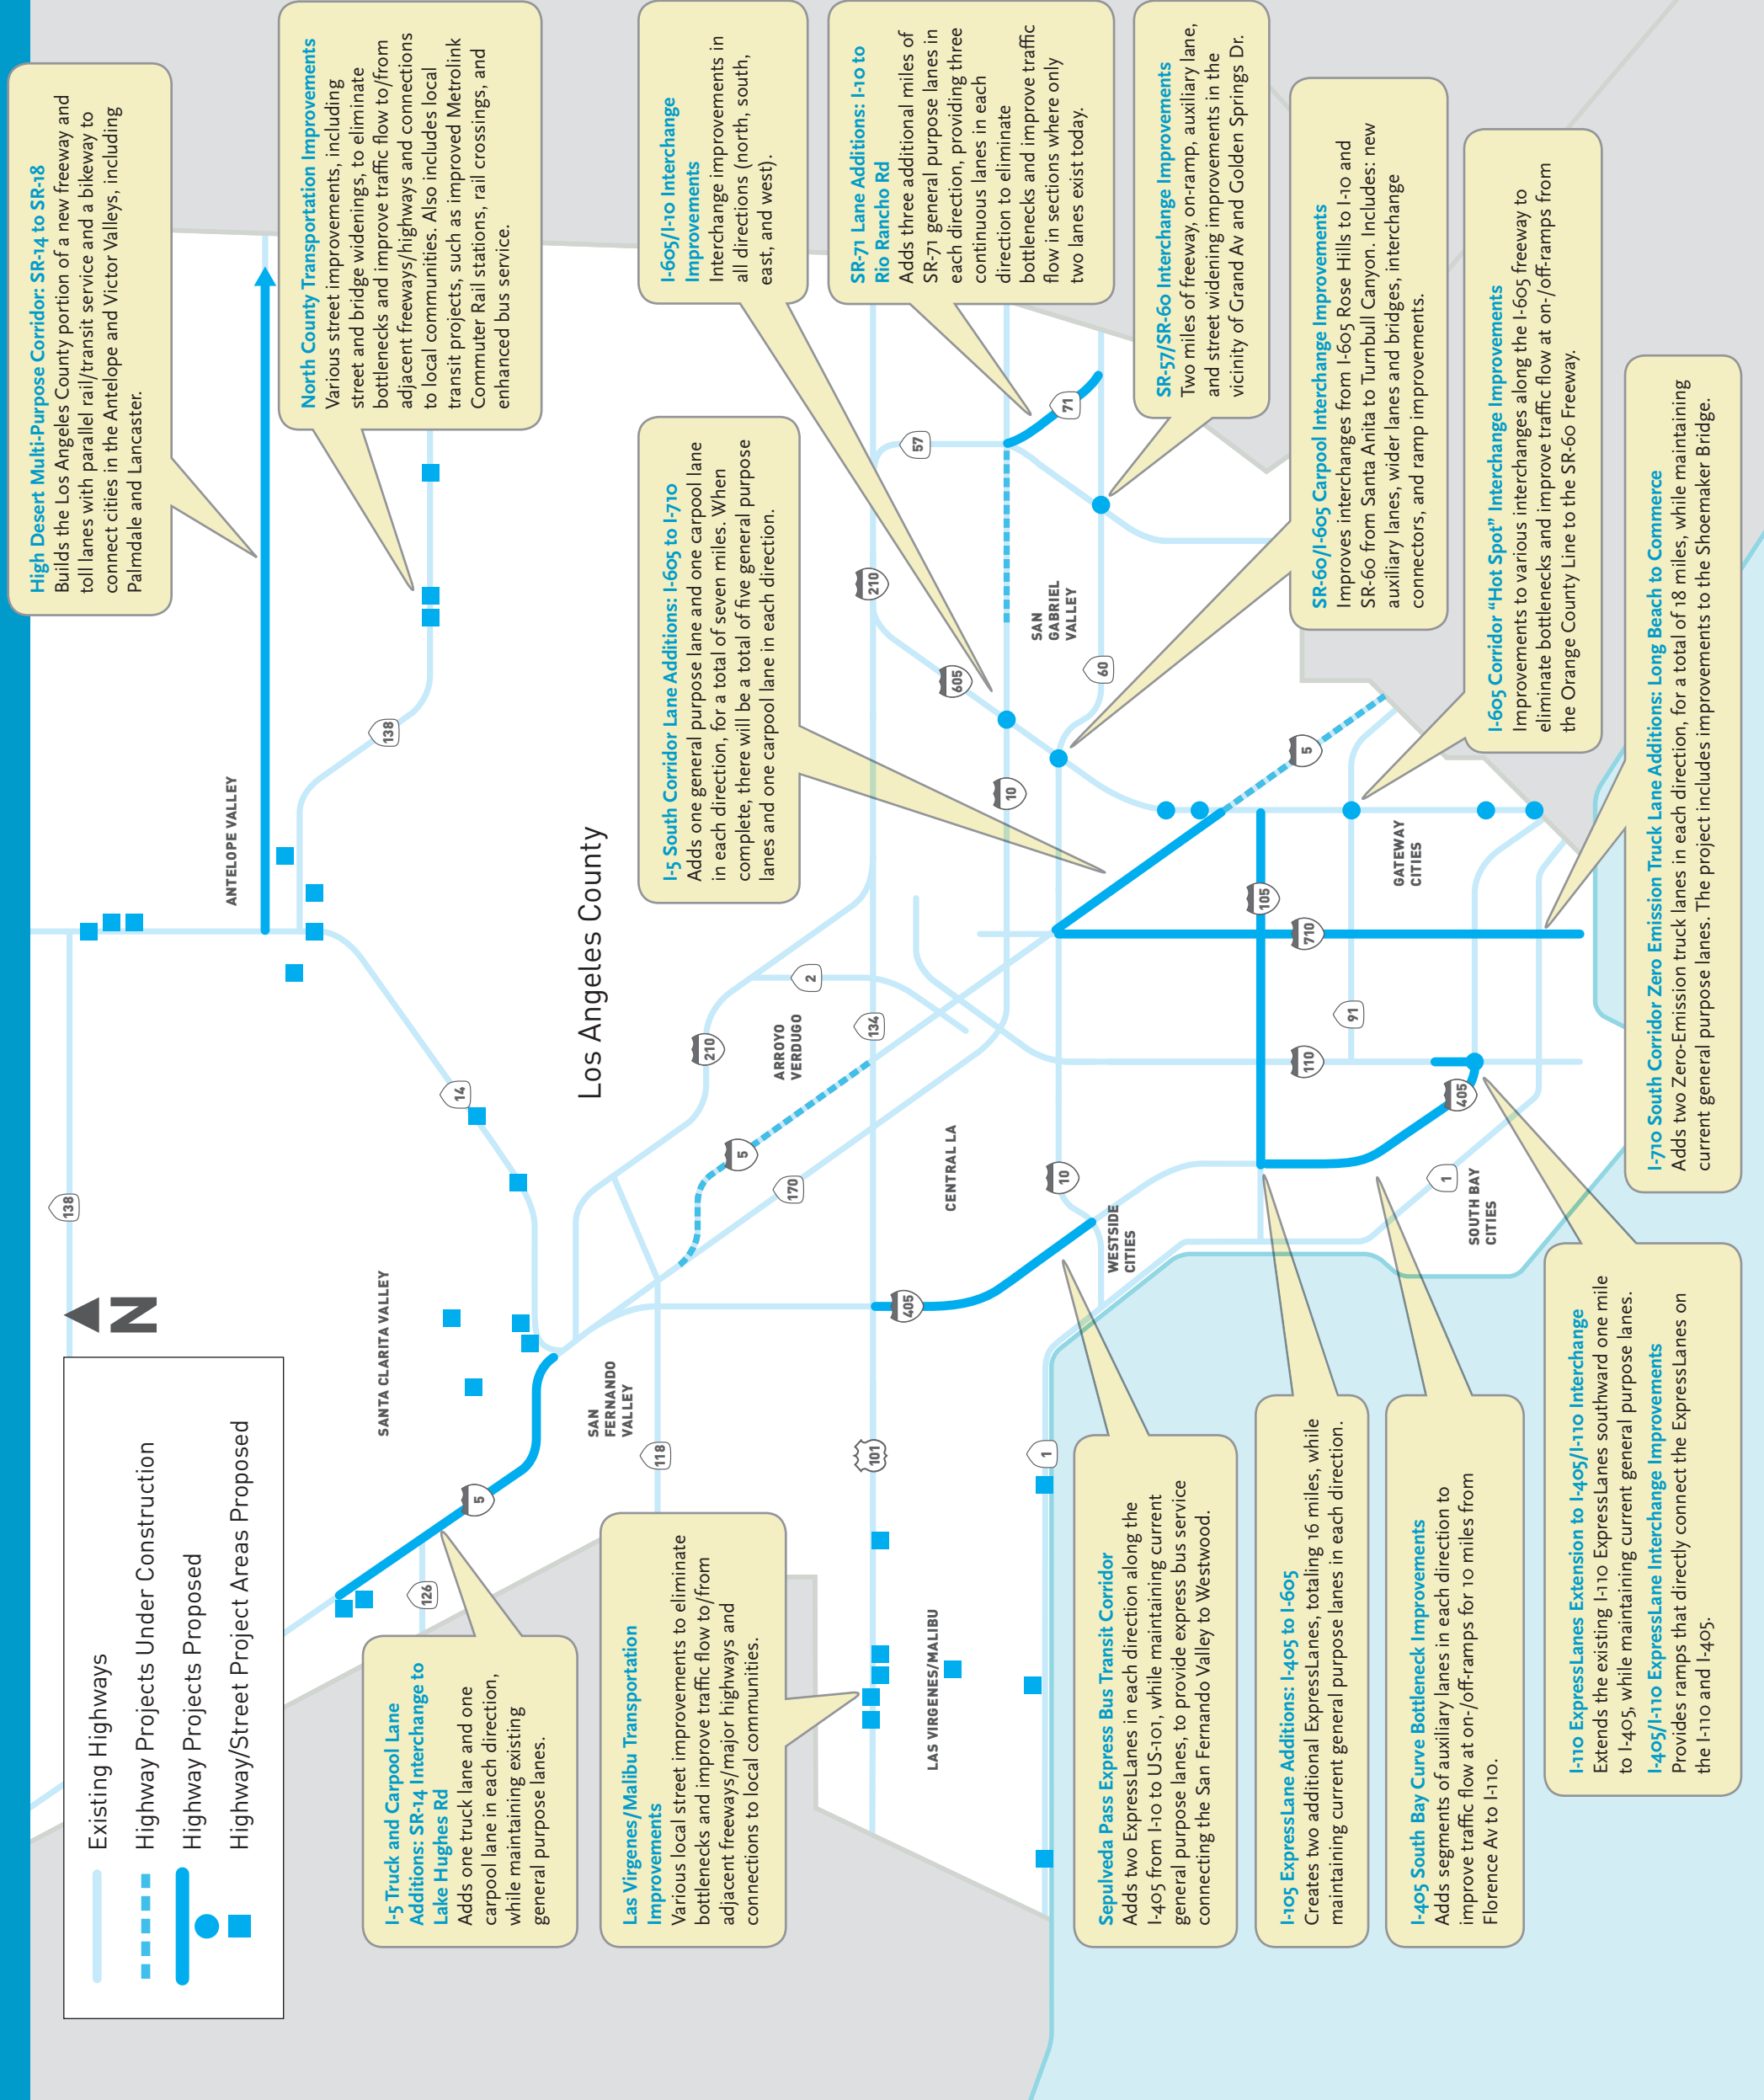 N
Existing Highways
Highway Projects Under Construction
Highway Projects Proposed
Highway/Street Project Areas Proposed
High Desert Multi-Purpose Corridor: SR-14 to SR-18
Builds the Los Angeles County portion of a new freeway and
toll lanes with parallel rail/transit service and a bikeway to
connect cities in the Antelope and Victor Valleys, including
Palmdale and Lancaster.
North County Transportation Improvements
Various street improvements, including
street and bridge widenings, to eliminate
bottlenecks and improve traffic flow to/from
adjacent freeways/highways and connections
to local communities. Also includes local
transit projects, such as improved Metrolink
Commuter Rail stations, rail crossings, and
enhanced bus service.
138
ANTELOPE VALLEY
138
SANTA CLARITA VALLEY
14
5
126
Los Angeles County
I-5 Truck and Carpool Lane
Additions: SR-14 Interchange to
Lake Hughes Rd
Adds one truck lane and one
carpool lane in each direction,
while maintaining existing
general purpose lanes.
SAN
FERNANDO
VALLEY
118
210
5
170
ARROYO
VERDUGO
2
134
I-5 South Corridor Lane Additions: I-605 to I-710
Adds one general purpose lane and one carpool lane
in each direction, for a total of seven miles. When
complete, there will be a total of five general purpose
lanes and one carpool lane in each direction.
I-605/I-10 Interchange
Improvements
Interchange improvements in
all directions (north, south,
east, and west).
Las Virgenes/Malibu Transportation
Improvements
Various local street improvements to eliminate
bottlenecks and improve traffic flow to/from
adjacent freeways/major highways and
connections to local communities.
101
405
210
57
SR-71 Lane Additions: I-10 to
Rio Rancho Rd
Adds three additional miles of
SR-71 general purpose lanes in
each direction, providing three
continuous lanes in each
direction to eliminate
bottlenecks and improve traffic
flow in sections where only
two lanes exist today.
LAS VIRGENES/MALIBU
CENTRAL LA
605
10
SAN
GABRIEL
VALLEY
71
1
10
60
WESTSIDE
CITIES
SR-57/SR-60 Interchange Improvements
Two miles of freeway, on-ramp, auxiliary lane,
and street widening improvements in the
vicinity of Grand Av and Golden Springs Dr.
Sepulveda Pass Express Bus Transit Corridor
Adds two ExpressLanes in each direction along the
I-405 from I-10 to US-101, while maintaining current
general purpose lanes, to provide express bus service
connecting the San Fernando Valley to Westwood.
105
110
710
5
91
SR-60/I-605 Carpool Interchange Improvements
Improves interchanges from I-605 Rose Hills to I-10 and
SR-60 from Santa Anita to Turnbull Canyon. Includes: new
auxiliary lanes, wider lanes and bridges, interchange
connectors, and ramp improvements.
I-105 ExpressLane Additions: I-405 to I-605
Creates two additional ExpressLanes, totaling 16 miles, while
maintaining current general purpose lanes in each direction.
GATEWAY
CITIES
1
405
SOUTH BAY
CITIES
I-405 South Bay Curve Bottleneck Improvements
Adds segments of auxiliary lanes in each direction to
improve traffic flow at on-/off-ramps for 10 miles from
Florence Av to I-110.
I-605 Corridor “Hot Spot” Interchange Improvements
Improvements to various interchanges along the I-605 freeway to
eliminate bottlenecks and improve traffic flow at on-/off-ramps from
the Orange County Line to the SR-60 Freeway.
I-110 ExpressLanes Extension to I-405/I-110 Interchange
Extends the existing I-110 ExpressLanes southward one mile
to I-405, while maintaining current general purpose lanes.
I-405/I-110 ExpressLane Interchange Improvements
Provides ramps that directly connect the ExpressLanes on
the I-110 and I-405.
I-710 South Corridor Zero Emission Truck Lane Additions: Long Beach to Commerce
Adds two Zero-Emission truck lanes in each direction, for a total of 18 miles, while maintaining
current general purpose lanes. The project includes improvements to the Shoemaker Bridge.